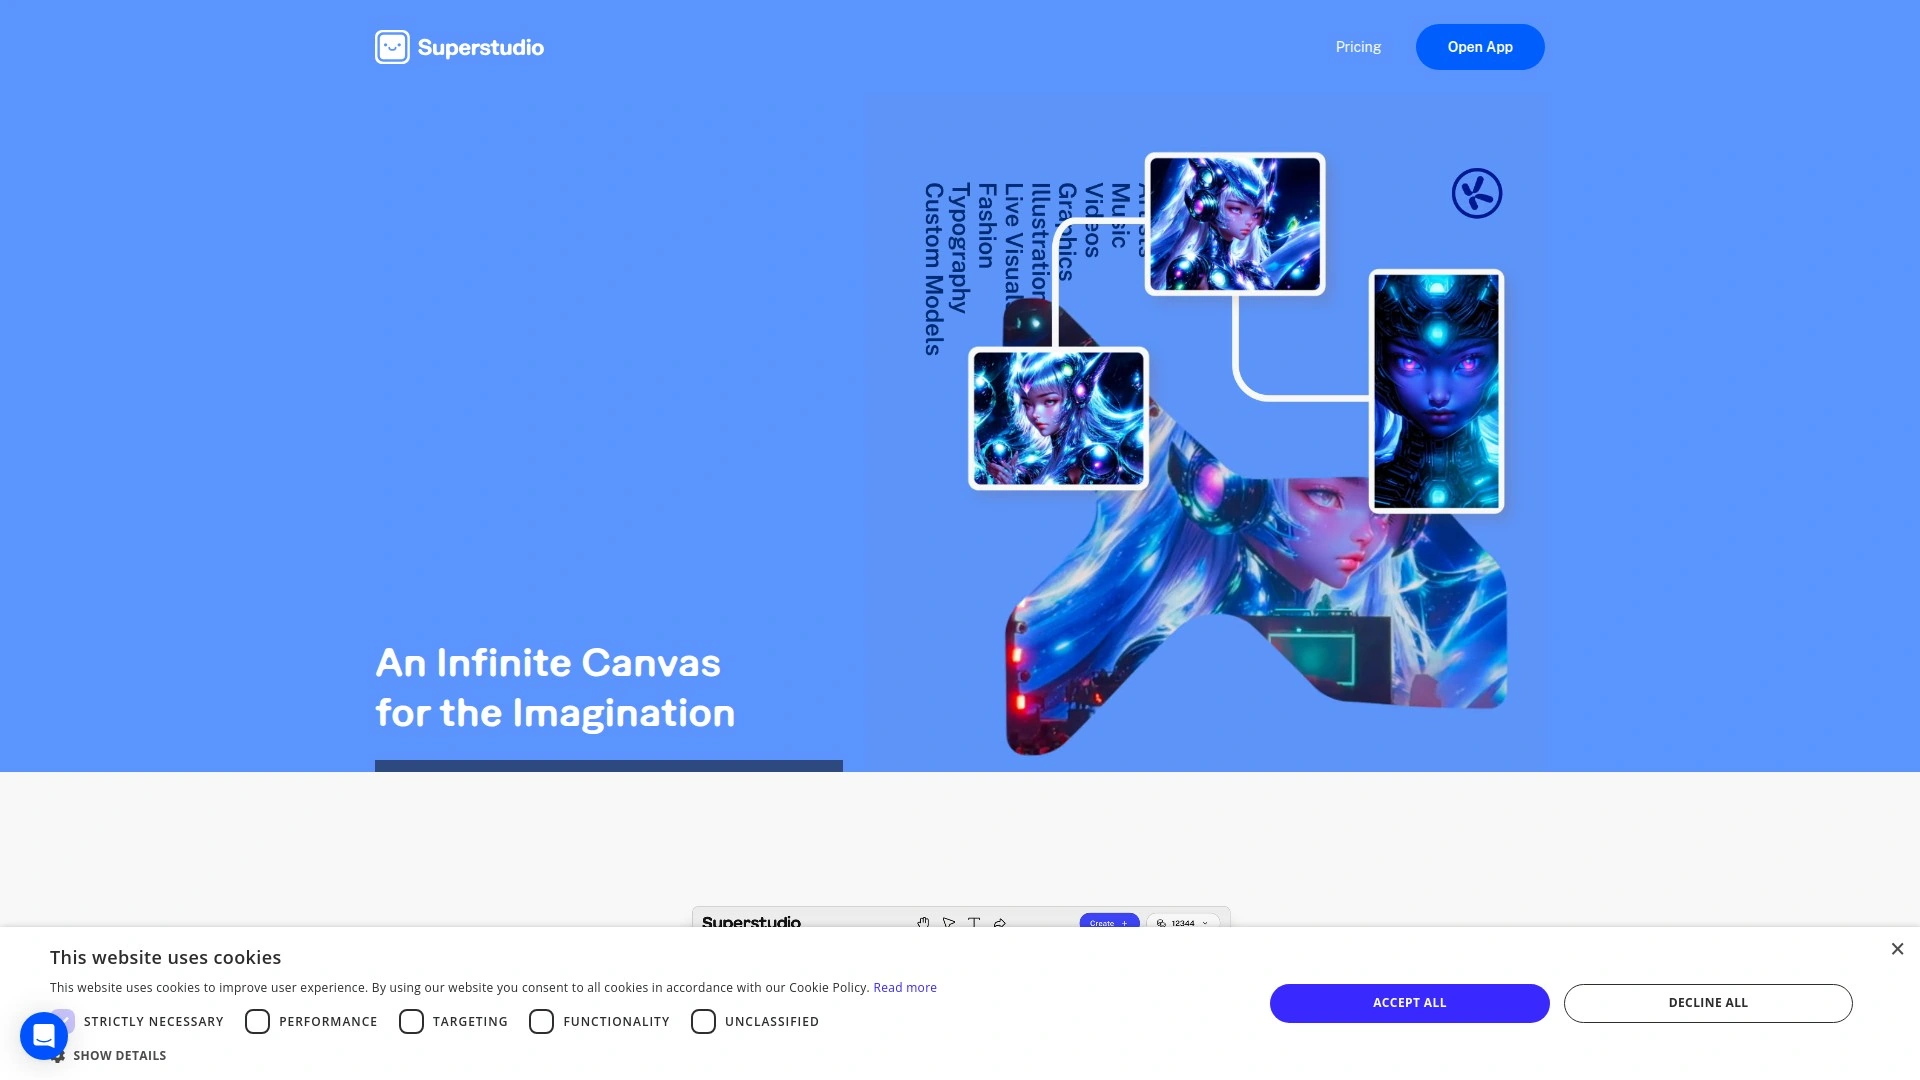 Superstudio
Pricing
Open App
Music
Videos
Graphics
Illustration
Live Visuals
Fashion
Typography
Custom Models
An Infinite Canvas
for the Imagination
Superstudio
Create +
12344
This website uses cookies
This website uses cookies to improve user experience. By using our website you consent to all cookies in accordance with our Cookie Policy. Read more
STRICTLY NECESSARY
PERFORMANCE
TARGETING
FUNCTIONALITY
UNCLASSIFIED
SHOW DETAILS
ACCEPT ALL
DECLINE ALL